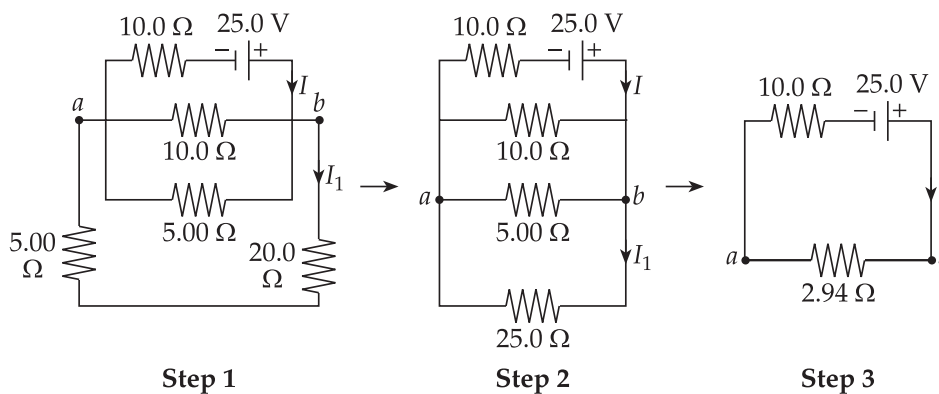 10.0 Ω
25.0 V
− +
I
a
b
10.0 Ω
I1
5.00 Ω
5.00
Ω
20.0
Ω
Step 1
10.0 Ω
25.0 V
− +
I
10.0 Ω
a
b
5.00 Ω
I1
25.0 Ω
Step 2
10.0 Ω
25.0 V
− +
a
2.94 Ω
Step 3